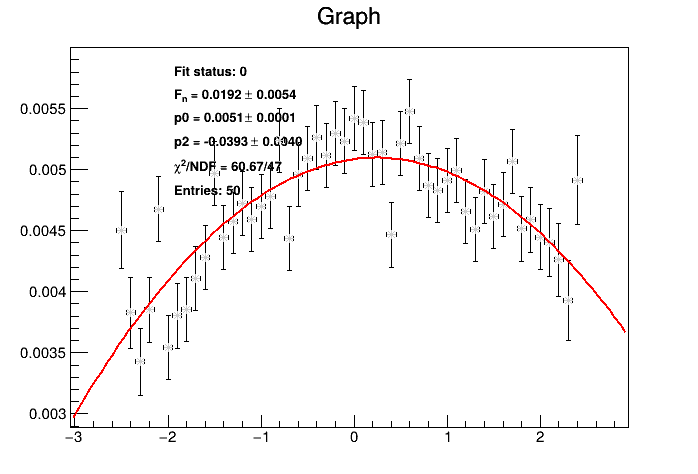 Graph
Fit status: 0
Fn = 0.0192 ± 0.0054
p0 = 0.0051 ± 0.0001
p2 = -0.0393 ± 0.0040
χ²/NDF = 60.67/47
Entries: 50
0.0055
0.005
0.0045
0.004
0.0035
0.003
−3 −2 −1 0 1 2